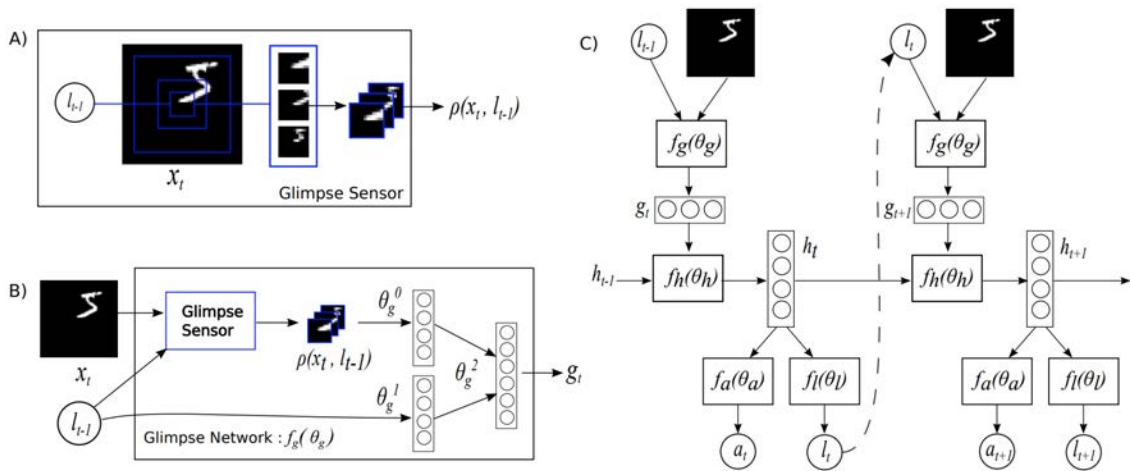 A)
l_{t-1}
x_t
ρ(x_t, l_{t-1})
Glimpse Sensor
B)
x_t
l_{t-1}
Glimpse
Sensor
ρ(x_t, l_{t-1})
θ_g^0
θ_g^1
θ_g^2
g_t
Glimpse Network : f_g(θ_g)
C)
l_{t-1}
l_t
f_g(θ_g)
f_g(θ_g)
g_t
g_{t+1}
h_{t-1}
f_h(θ_h)
h_t
f_h(θ_h)
h_{t+1}
f_a(θ_a)
f_l(θ_l)
f_a(θ_a)
f_l(θ_l)
a_t
l_t
a_{t+1}
l_{t+1}